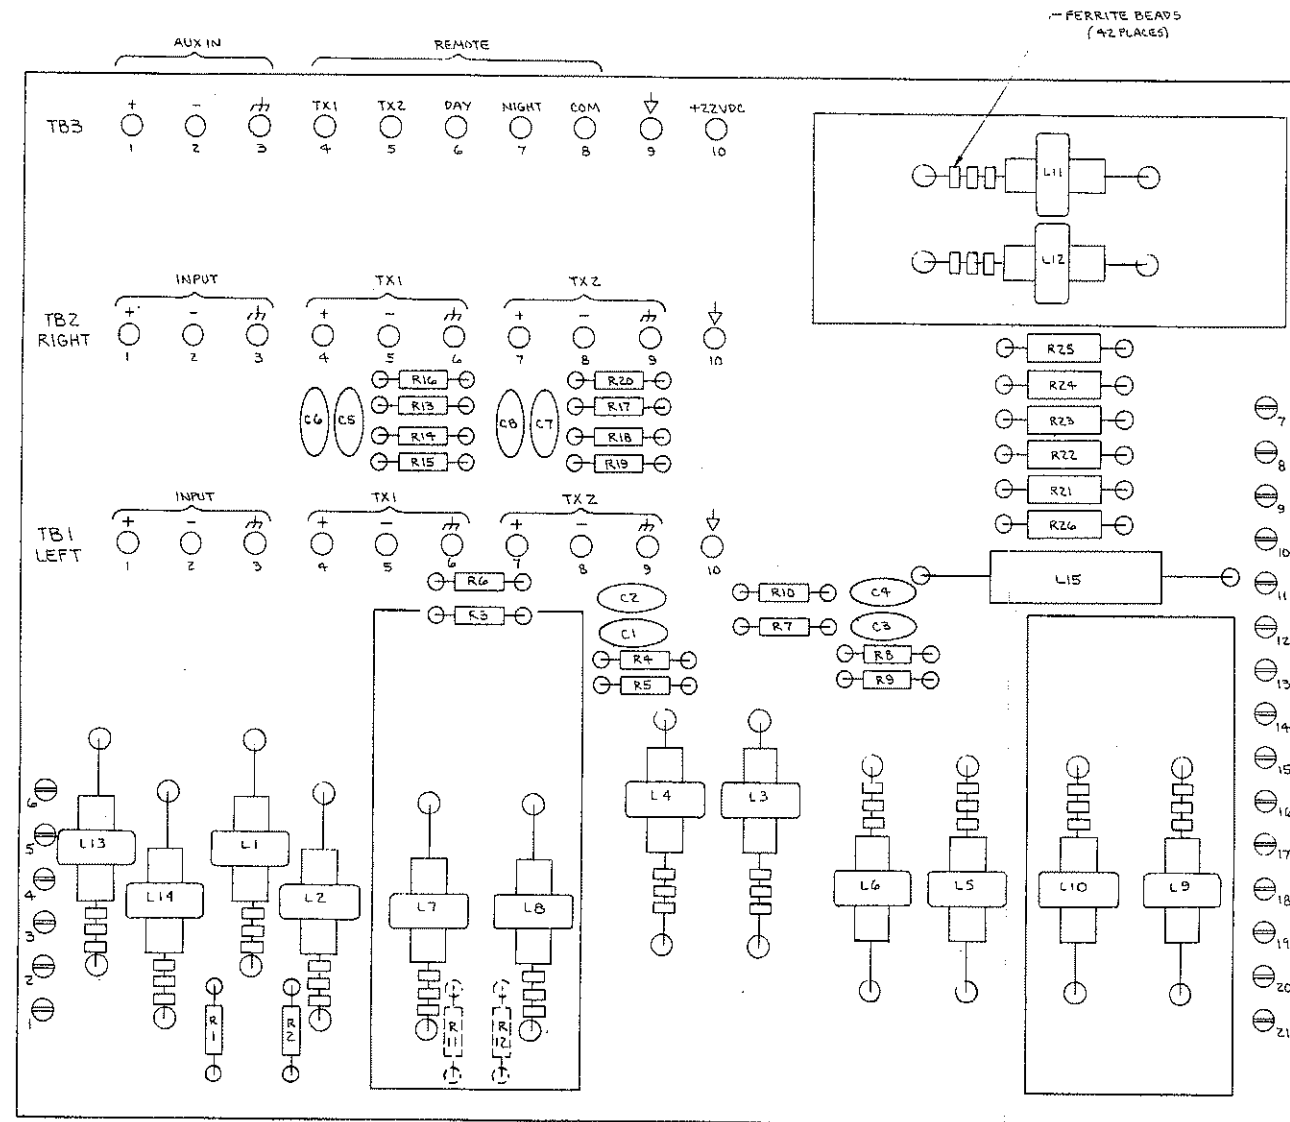 FERRITE BEADS
(42 PLACES)
AUX IN
REMOTE
+ - TX1 TX2 DAY NIGHT COM +22VDC
TB3
1 2 3 4 5 6 7 8 9 10
L11
L12
INPUT TX1 TX2
+ - + - + -
TB2
RIGHT
1 2 3 4 5 6 7 8 9 10
R25
R24
R23
R22
R21
R26
R16 R20
R13 R17
C6 C5 C8 C7
R14 R18
R15 R19
INPUT TX1 TX2
+ - + - + -
TB1
LEFT
1 2 3 4 5 6 7 8 9 10
R6
R3
C2
C1
R4
R5
R10
R7
C4
C3
R8
R9
L15
7
8
9
10
11
12
13
14
15
16
17
18
19
20
21
6
5
4
3
2
1
L13
L14
L1
L2
L7
L8
L4
L3
L6
L5
L10
L9
R1
R2
R11
R12